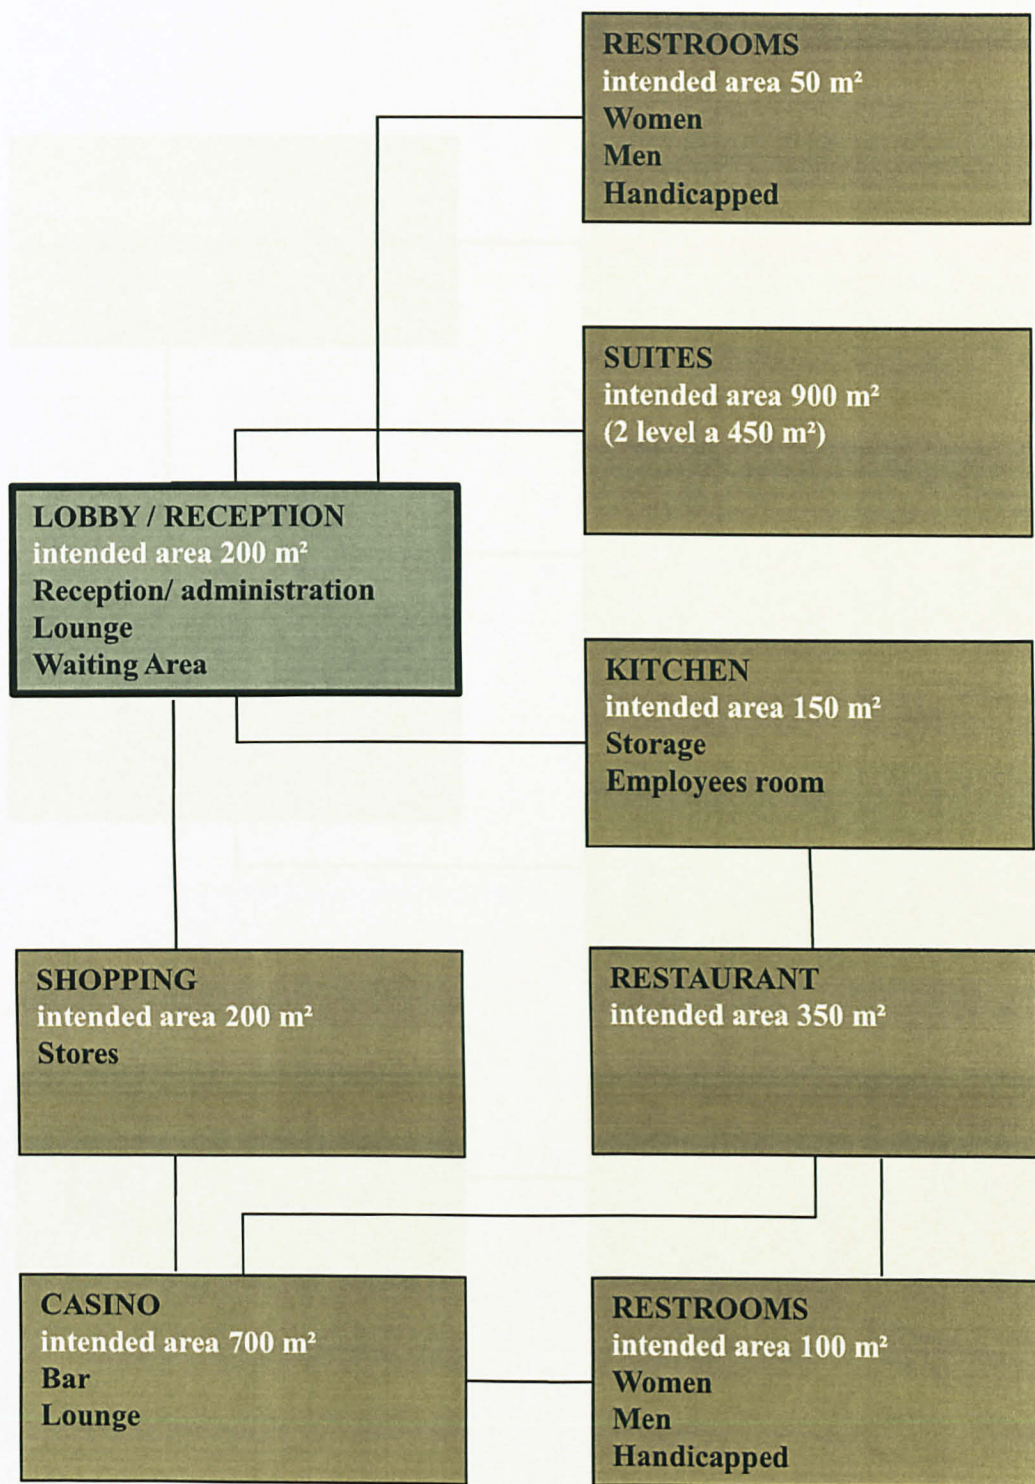 RESTROOMS
intended area 50 m²
Women
Men
Handicapped
SUITES
intended area 900 m²
(2 level a 450 m²)
LOBBY / RECEPTION
intended area 200 m²
Reception/ administration
Lounge
Waiting Area
KITCHEN
intended area 150 m²
Storage
Employees room
SHOPPING
intended area 200 m²
Stores
RESTAURANT
intended area 350 m²
CASINO
intended area 700 m²
Bar
Lounge
RESTROOMS
intended area 100 m²
Women
Men
Handicapped